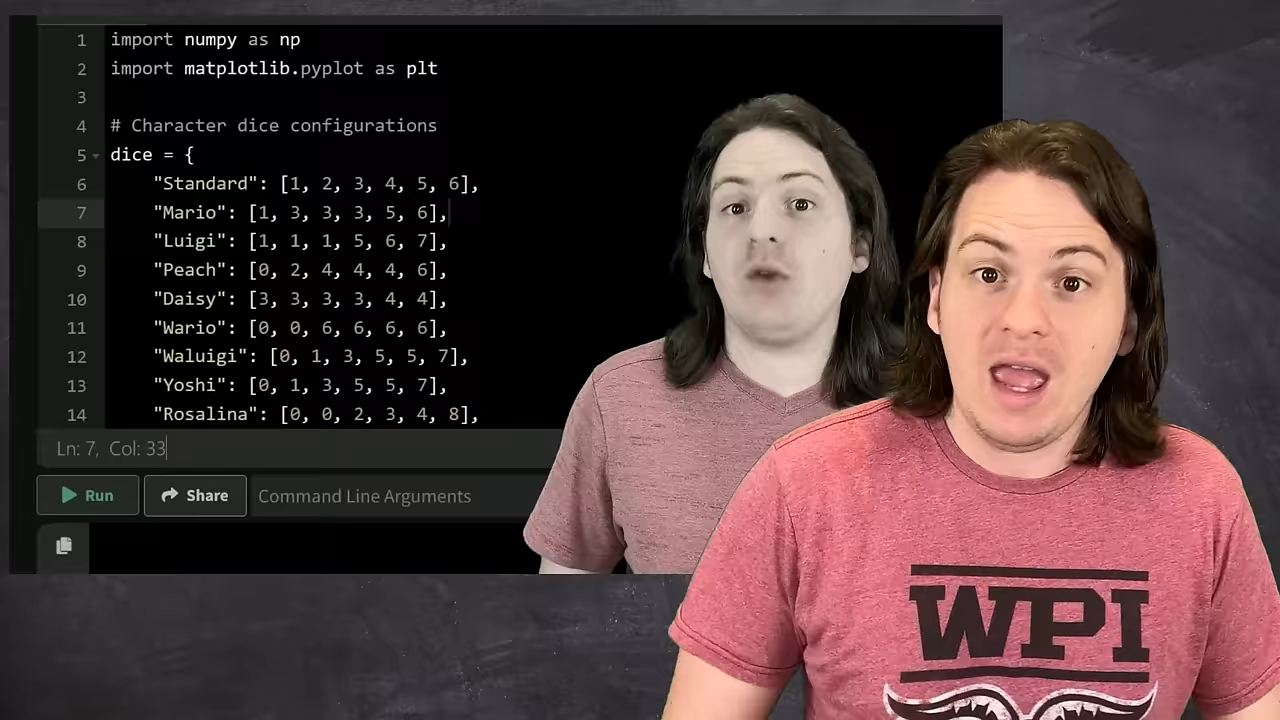 1 import numpy as np
2 import matplotlib.pyplot as plt
3
4 # Character dice configurations
5 dice = {
6 "Standard": [1, 2, 3, 4, 5, 6],
7 "Mario": [1, 3, 3, 3, 5, 6],
8 "Luigi": [1, 1, 1, 5, 6, 7],
9 "Peach": [0, 2, 4, 4, 4, 6],
10 "Daisy": [3, 3, 3, 3, 4, 4],
11 "Wario": [0, 0, 6, 6, 6, 6],
12 "Waluigi": [0, 1, 3, 5, 5, 7],
13 "Yoshi": [0, 1, 3, 5, 5, 7],
14 "Rosalina": [0, 0, 2, 3, 4, 8],
Ln: 7, Col: 33
Run Share Command Line Arguments
WPI